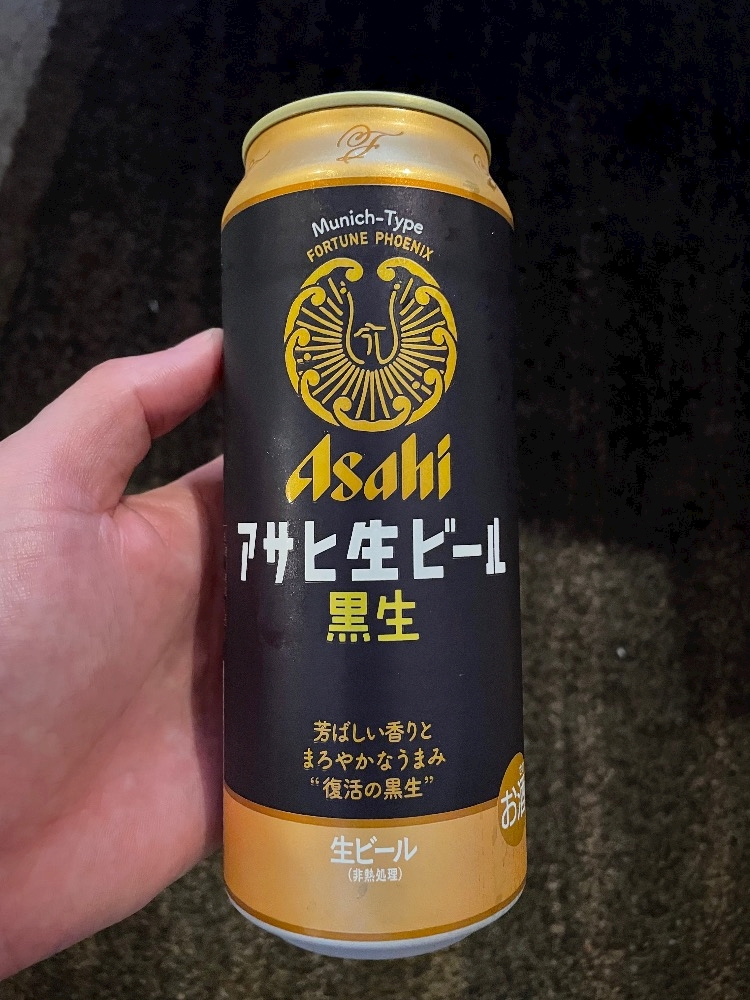 F
Munich-Type
FORTUNE PHOENIX
Asahi
アサヒ生ビール
黒生
芳ばしい香りと
まろやかなうまみ
“復活の黒生”
お酒
生ビール
(非熱処理)